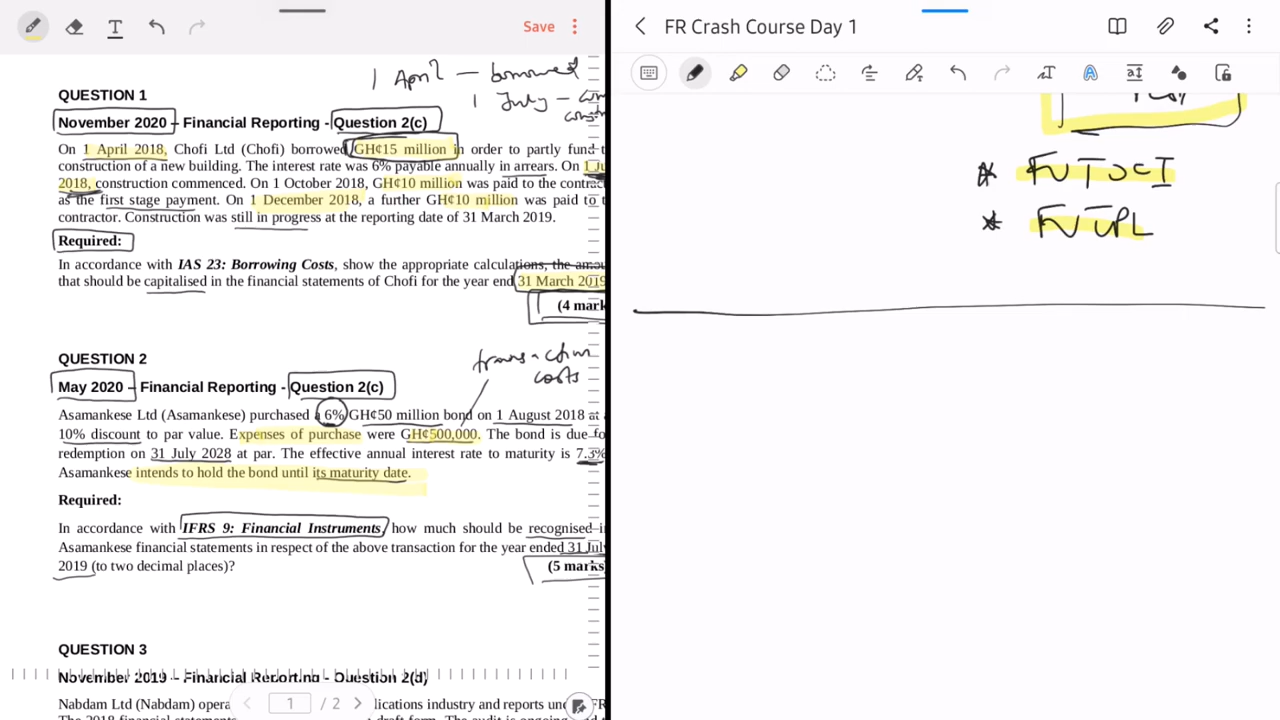 Save
1 April — borrowed
1 July —
QUESTION 1
November 2020 – Financial Reporting - Question 2(c)
On 1 April 2018, Chofi Ltd (Chofi) borrowed GH¢15 million in order to partly fund
construction of a new building. The interest rate was 6% payable annually in arrears. On 1
2018, construction commenced. On 1 October 2018, GH¢10 million was paid to the
as the first stage payment. On 1 December 2018, a further GH¢10 million was paid to
contractor. Construction was still in progress at the reporting date of 31 March 2019.
Required:
In accordance with IAS 23: Borrowing Costs, show the appropriate calculations, the
that should be capitalised in the financial statements of Chofi for the year end 31 March 2019
(4 mark
QUESTION 2
transaction
costs
May 2020 – Financial Reporting - Question 2(c)
Asamankese Ltd (Asamankese) purchased a 6% GH¢50 million bond on 1 August 2018 at
10% discount to par value. Expenses of purchase were GH¢500,000. The bond is due fo
redemption on 31 July 2028 at par. The effective annual interest rate to maturity is 7.3%
Asamankese intends to hold the bond until its maturity date.
Required:
In accordance with IFRS 9: Financial Instruments, how much should be recognised in
Asamankese financial statements in respect of the above transaction for the year ended 31 July
2019 (to two decimal places)?
(5 marks
QUESTION 3
November 2019 – Financial Reporting - Question 2(d)
Nabdam Ltd (Nabdam) opera
lications industry and reports un
1 / 2
FR Crash Course Day 1
* FVTOCI
* FVTPL